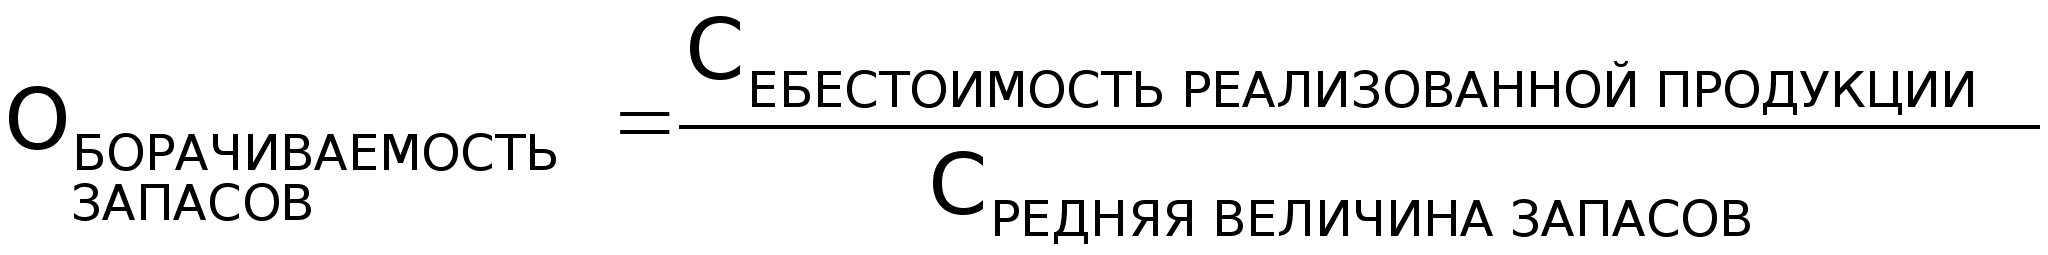 ОБОРАЧИВАЕМОСТЬ
ЗАПАСОВ
=
СЕБЕСТОИМОСТЬ РЕАЛИЗОВАННОЙ ПРОДУКЦИИ
СРЕДНЯЯ ВЕЛИЧИНА ЗАПАСОВ